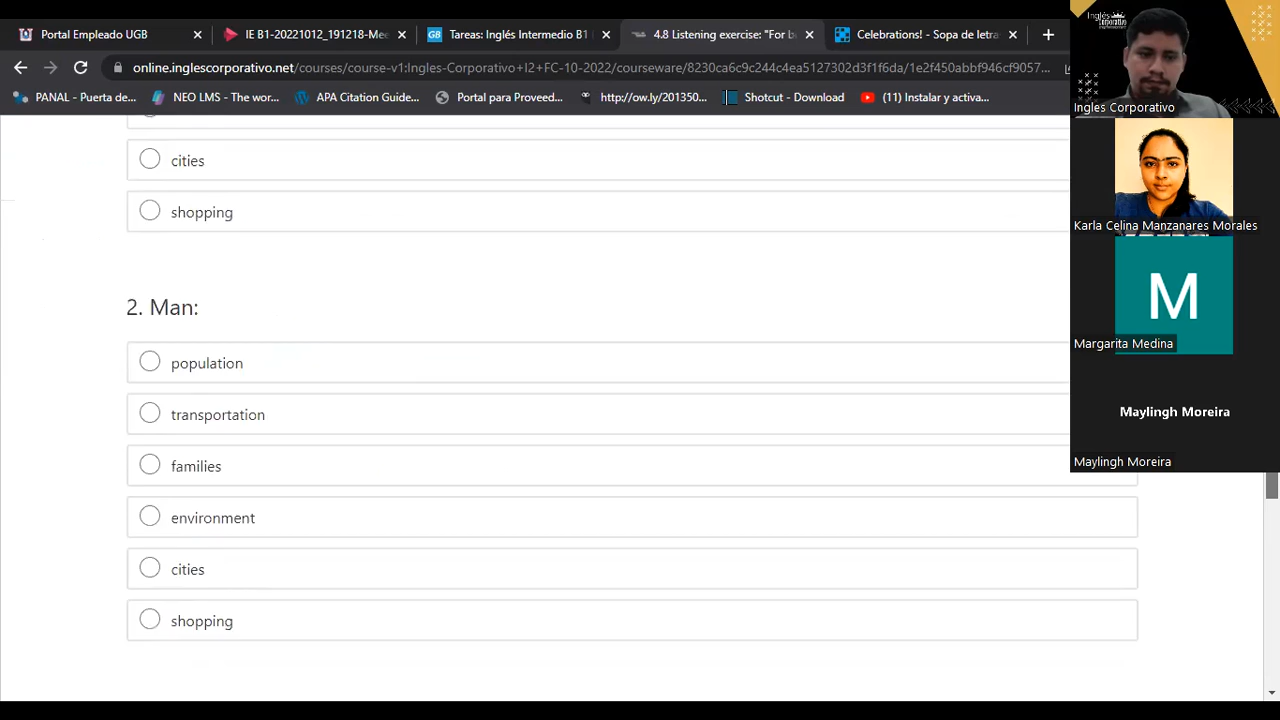 Portal Empleado UGB
IE B1-20221012_191218-Mee
Tareas: Inglés Intermedio B1
4.8 Listening exercise: "For b
Celebrations! - Sopa de letra
online.inglescorporativo.net/courses/course-v1:Ingles-Corporativo+I2+FC-10-2022/courseware/8230ca6c9c244c4ea5127302d3f1f6da/1e2f450abbf946cf9057...
PANAL - Puerta de...
NEO LMS - The wor...
APA Citation Guide...
Portal para Proveed...
http://ow.ly/201350...
Shotcut - Download
(11) Instalar y activa...
cities
shopping
2. Man:
population
transportation
families
environment
cities
shopping
Inglés
Corporativo
Ingles Corporativo
Karla Celina Manzanares Morales
M
Margarita Medina
Maylingh Moreira
Maylingh Moreira